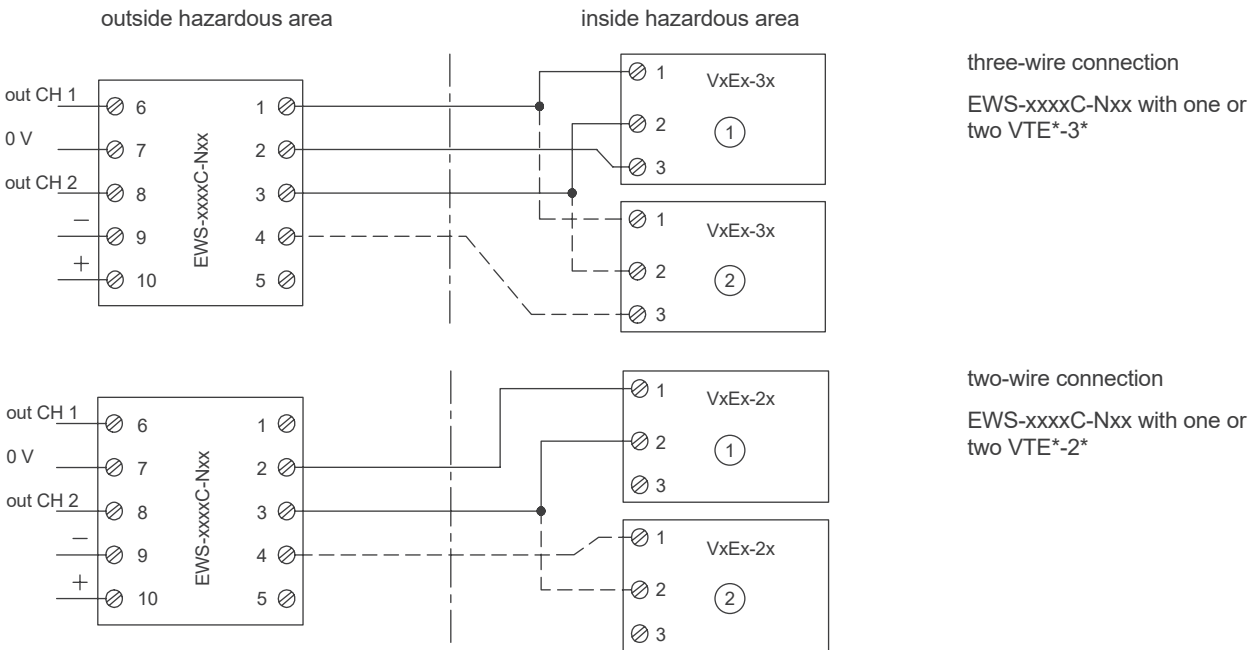 outside hazardous area
inside hazardous area
out CH 1
0 V
out CH 2
−
+
6
7
8
9
10
EWS-xxxxC-Nxx
1
2
3
4
5
1
2
3
VxEx-3x
1
1
2
3
VxEx-3x
2
three-wire connection
EWS-xxxxC-Nxx with one or
two VTE*-3*
out CH 1
0 V
out CH 2
−
+
6
7
8
9
10
EWS-xxxxC-Nxx
1
2
3
4
5
1
2
3
VxEx-2x
1
1
2
3
VxEx-2x
2
two-wire connection
EWS-xxxxC-Nxx with one or
two VTE*-2*